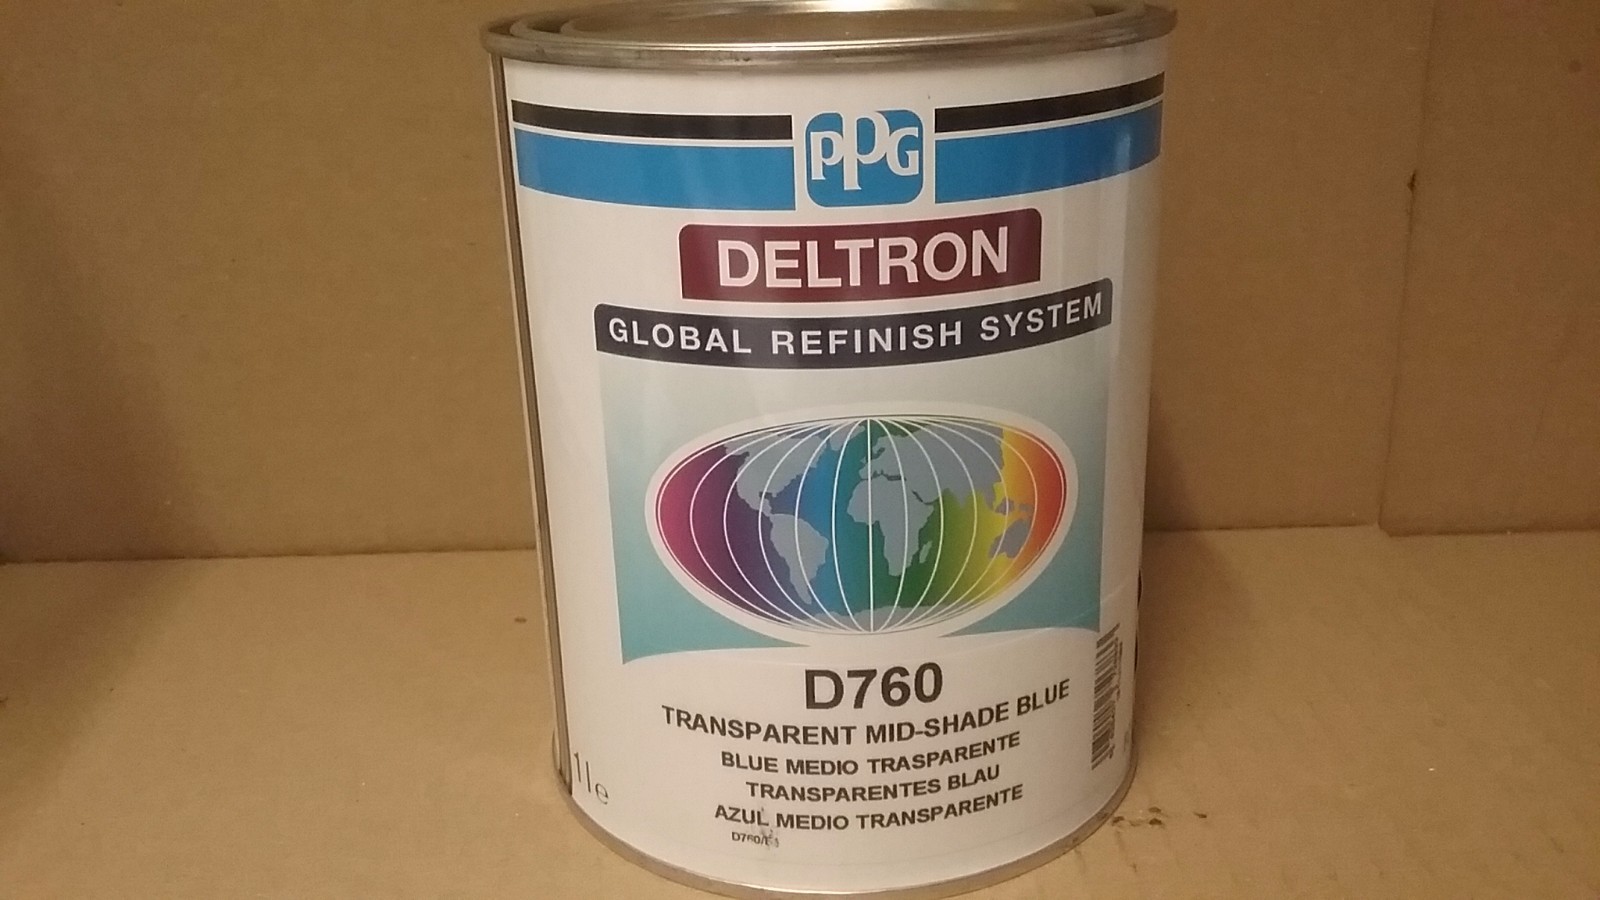 PPG
DELTRON
GLOBAL REFINISH SYSTEM
D760
TRANSPARENT MID-SHADE BLUE
BLUE MEDIO TRASPARENTE
TRANSPARENTES BLAU
AZUL MEDIO TRANSPARENTE
1l e